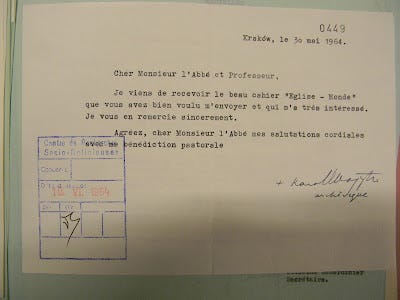 0449
Kraków, le 30 mai 1964.
Cher Monsieur l'Abbé et Professeur,
Je viens de recevoir le beau cahier "Eglise - Monde"
que vous avez bien voulu m'envoyer et qui m'a très intéressé.
Je vous en remercie sincerement.
Agreez, cher Monsieur l'Abbé mes salutations cordiales
avec ma bénédiction pastorale
Centre de
Socio-Religieuses
VI. 1964
+ Karol Wojtyła
archevêque
Secrétaire.